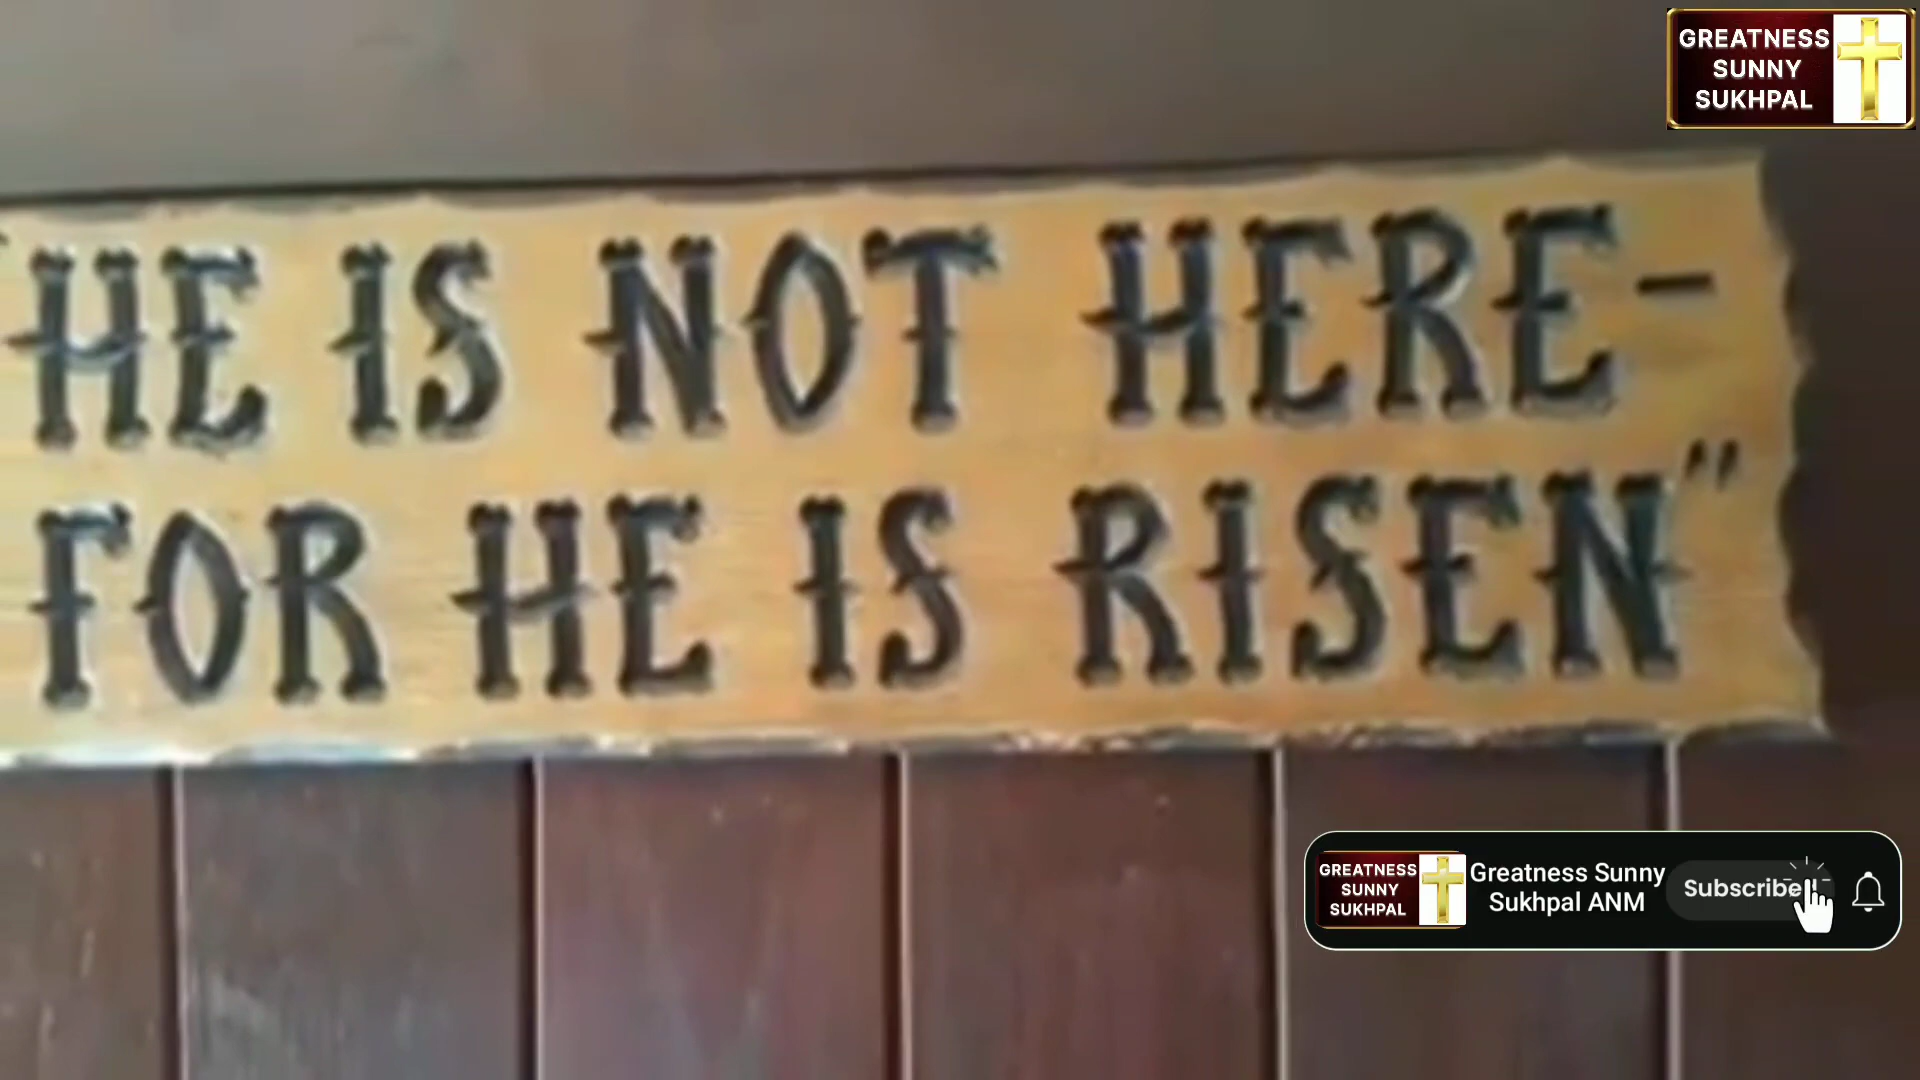 GREATNESS
SUNNY
SUKHPAL
"HE IS NOT HERE-
FOR HE IS RISEN"
GREATNESS
SUNNY
SUKHPAL
Greatness Sunny
Sukhpal ANM
Subscribe